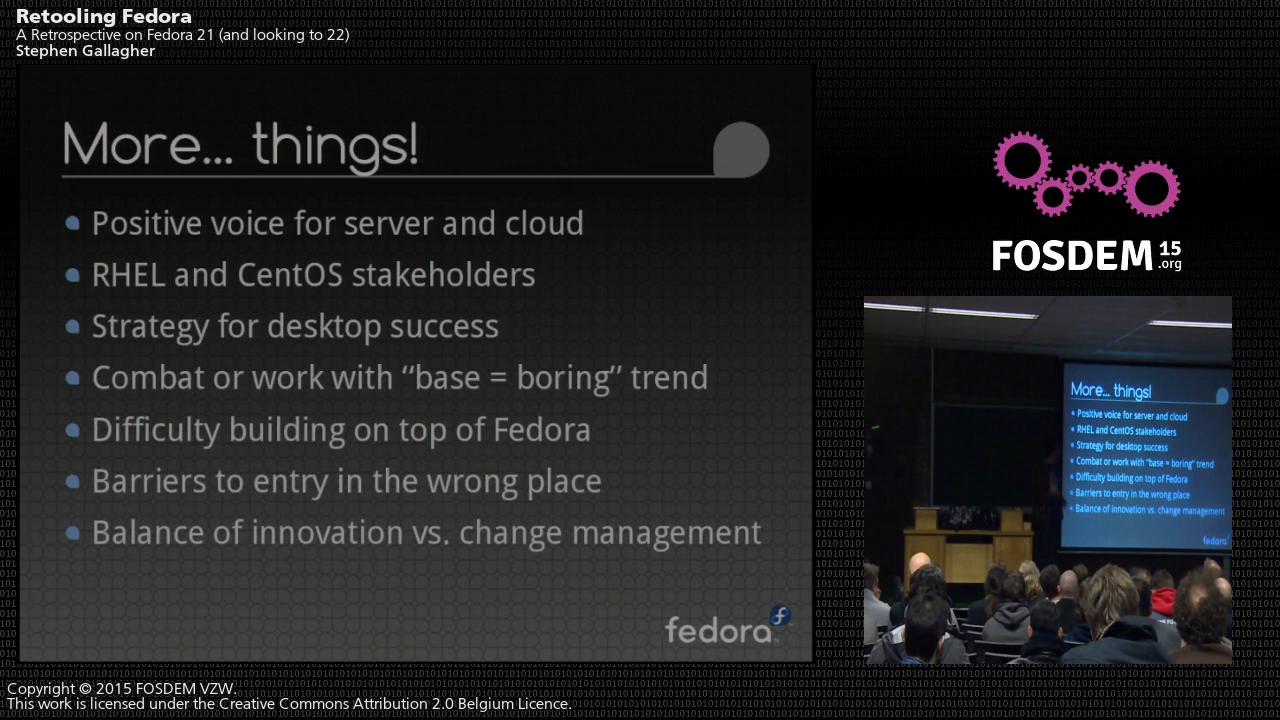 Retooling Fedora
A Retrospective on Fedora 21 (and looking to 22)
Stephen Gallagher
More... things!
Positive voice for server and cloud
RHEL and CentOS stakeholders
Strategy for desktop success
Combat or work with “base = boring” trend
Difficulty building on top of Fedora
Barriers to entry in the wrong place
Balance of innovation vs. change management
fedora
FOSDEM 15 .org
More... things!
Positive voice for server and cloud
RHEL and CentOS stakeholders
Strategy for desktop success
Combat or work with “base = boring” trend
Difficulty building on top of Fedora
Barriers to entry in the wrong place
Balance of innovation vs. change management
fedora
Copyright © 2015 FOSDEM VZW.
This work is licensed under the Creative Commons Attribution 2.0 Belgium Licence.